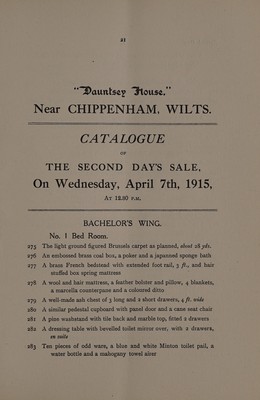 41
"Dauntsey House."
Near CHIPPENHAM, WILTS.
CATALOGUE
OF
THE SECOND DAY'S SALE,
On Wednesday, April 7th, 1915,
AT 12.30 P.M.
BACHELOR'S WING.
No. 1 Bed Room.
275 The light ground figured Brussels carpet as planned, about 28 yds.
276 An embossed brass coal box, a poker and a japanned sponge bath
277 A brass French bedstead with extended foot rail, 3 ft., and hair
stuffed box spring mattress
278 A wool and hair mattress, a feather bolster and pillow, 4 blankets,
a marcella counterpane and a coloured ditto
279 A well-made ash chest of 3 long and 2 short drawers, 4 ft. wide
280 A similar pedestal cupboard with panel door and a cane seat chair
281 A pine washstand with tile back and marble top, fitted 2 drawers
282 A dressing table with bevelled toilet mirror over, with 2 drawers,
en suite
283 Ten pieces of odd ware, a blue and white Minton toilet pail, a
water bottle and a mahogany towel airer